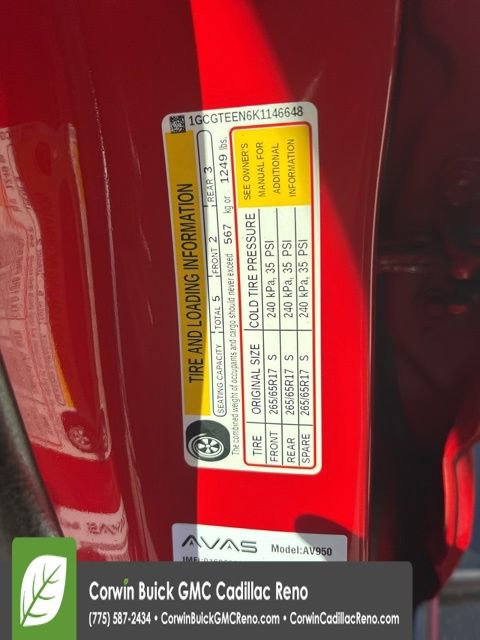 1GCGTEEN6K1146648
TIRE AND LOADING INFORMATION
SEATING CAPACITY TOTAL 5 FRONT 2 REAR 3
The combined weight of occupants and cargo should never exceed 567 kg or 1249 lbs.
TIRE ORIGINAL SIZE COLD TIRE PRESSURE
FRONT 265/65R17 S 240 kPa, 35 PSI
REAR 265/65R17 S 240 kPa, 35 PSI
SPARE 265/65R17 S 240 kPa, 35 PSI
SEE OWNER'S
MANUAL FOR
ADDITIONAL
INFORMATION
AVAS Model:AV950
Corwin Buick GMC Cadillac Reno
(775) 587-2434 • CorwinBuickGMCReno.com • CorwinCadillacReno.com